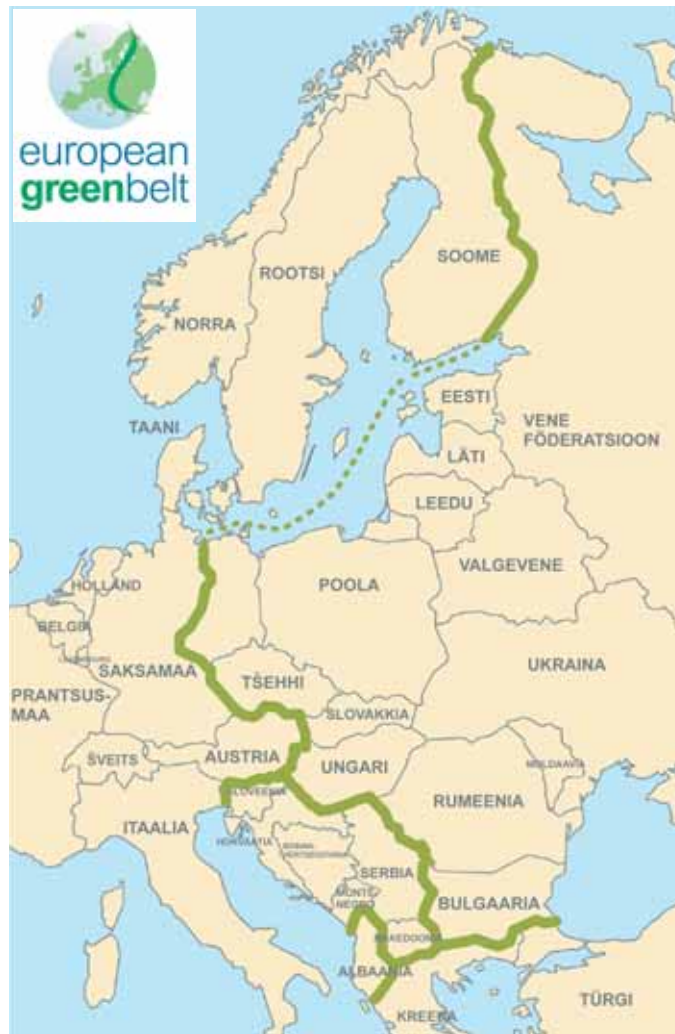 european
greenbelt
SOOME
ROOTSI
NORRA
EESTI
TAANI
VENE
FÖDERATSIOON
LÄTI
LEEDU
VALGEVENE
HOLLAND
POOLA
BELGIA
SAKSAMAA
UKRAINA
TŠEHHI
PRANTSUS-
MAA
SLOVAKKIA
AUSTRIA
ŠVEITS
UNGARI
MOLDAAVIA
SLOVEENIA
RUMEENIA
ITAALIA
HORVAATIA
SERBIA
MONTE-
NEGRO
BULGAARIA
MAKEDOONIA
ALBAANIA
TÜRGI
KREEKA